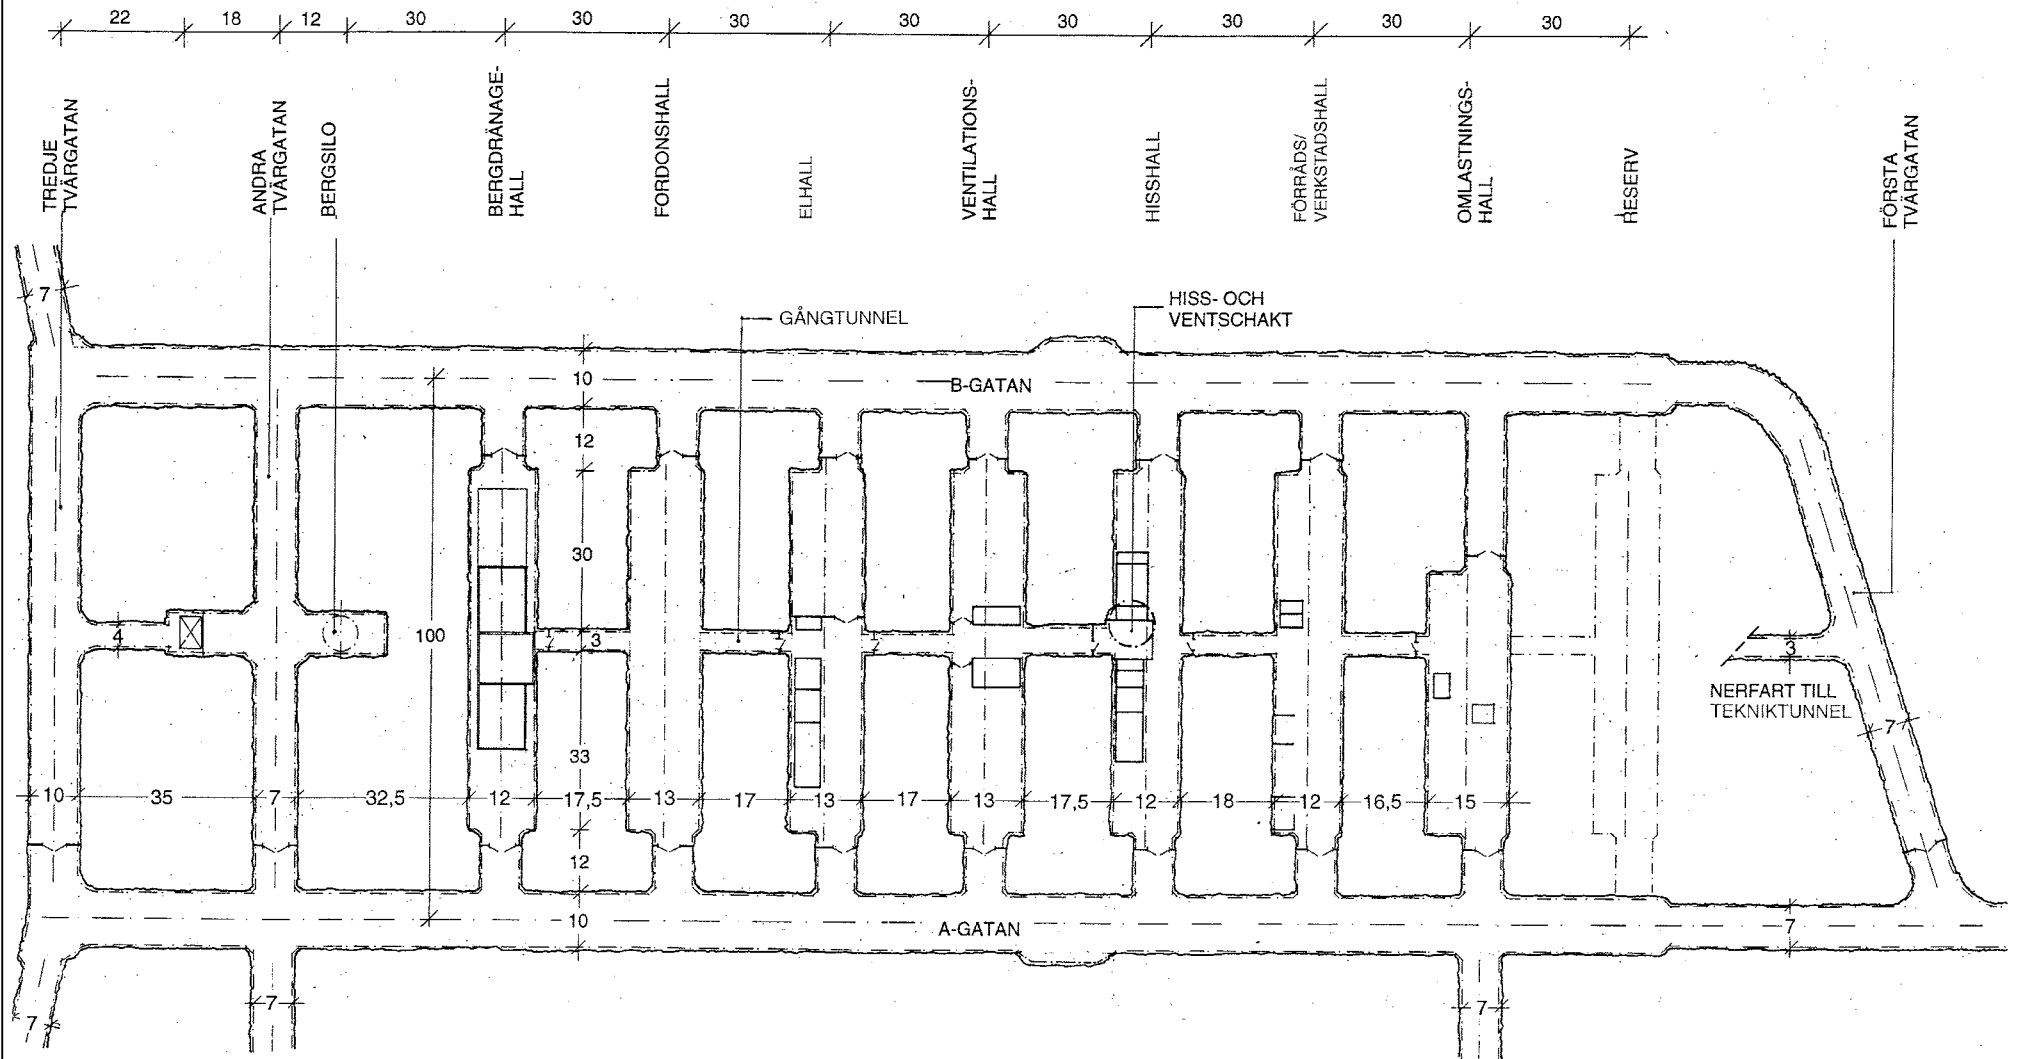 22 18 12 30 30 30 30 30 30 30 30
TREDJE
TVÄRGATAN
ANDRA
TVÄRGATAN
BERGSILO
BERGDRÄNAGE-
HALL
FORDONSHALL
ELHALL
VENTILATIONS-
HALL
HISSHALL
FÖRRÅDS/
VERKSTADSHALL
OMLASTNINGS-
HALL
RESERV
FÖRSTA
TVÄRGATAN
7
GÅNGTUNNEL
HISS- OCH
VENTSCHAKT
10
B-GATAN
12
30
4
100
3
3
NERFART TILL
TEKNIKTUNNEL
7
33
10 35 7 32,5 12 17,5 13 17 13 17 13 17,5 12 18 12 16,5 15
12
10
A-GATAN
7
7
7
7